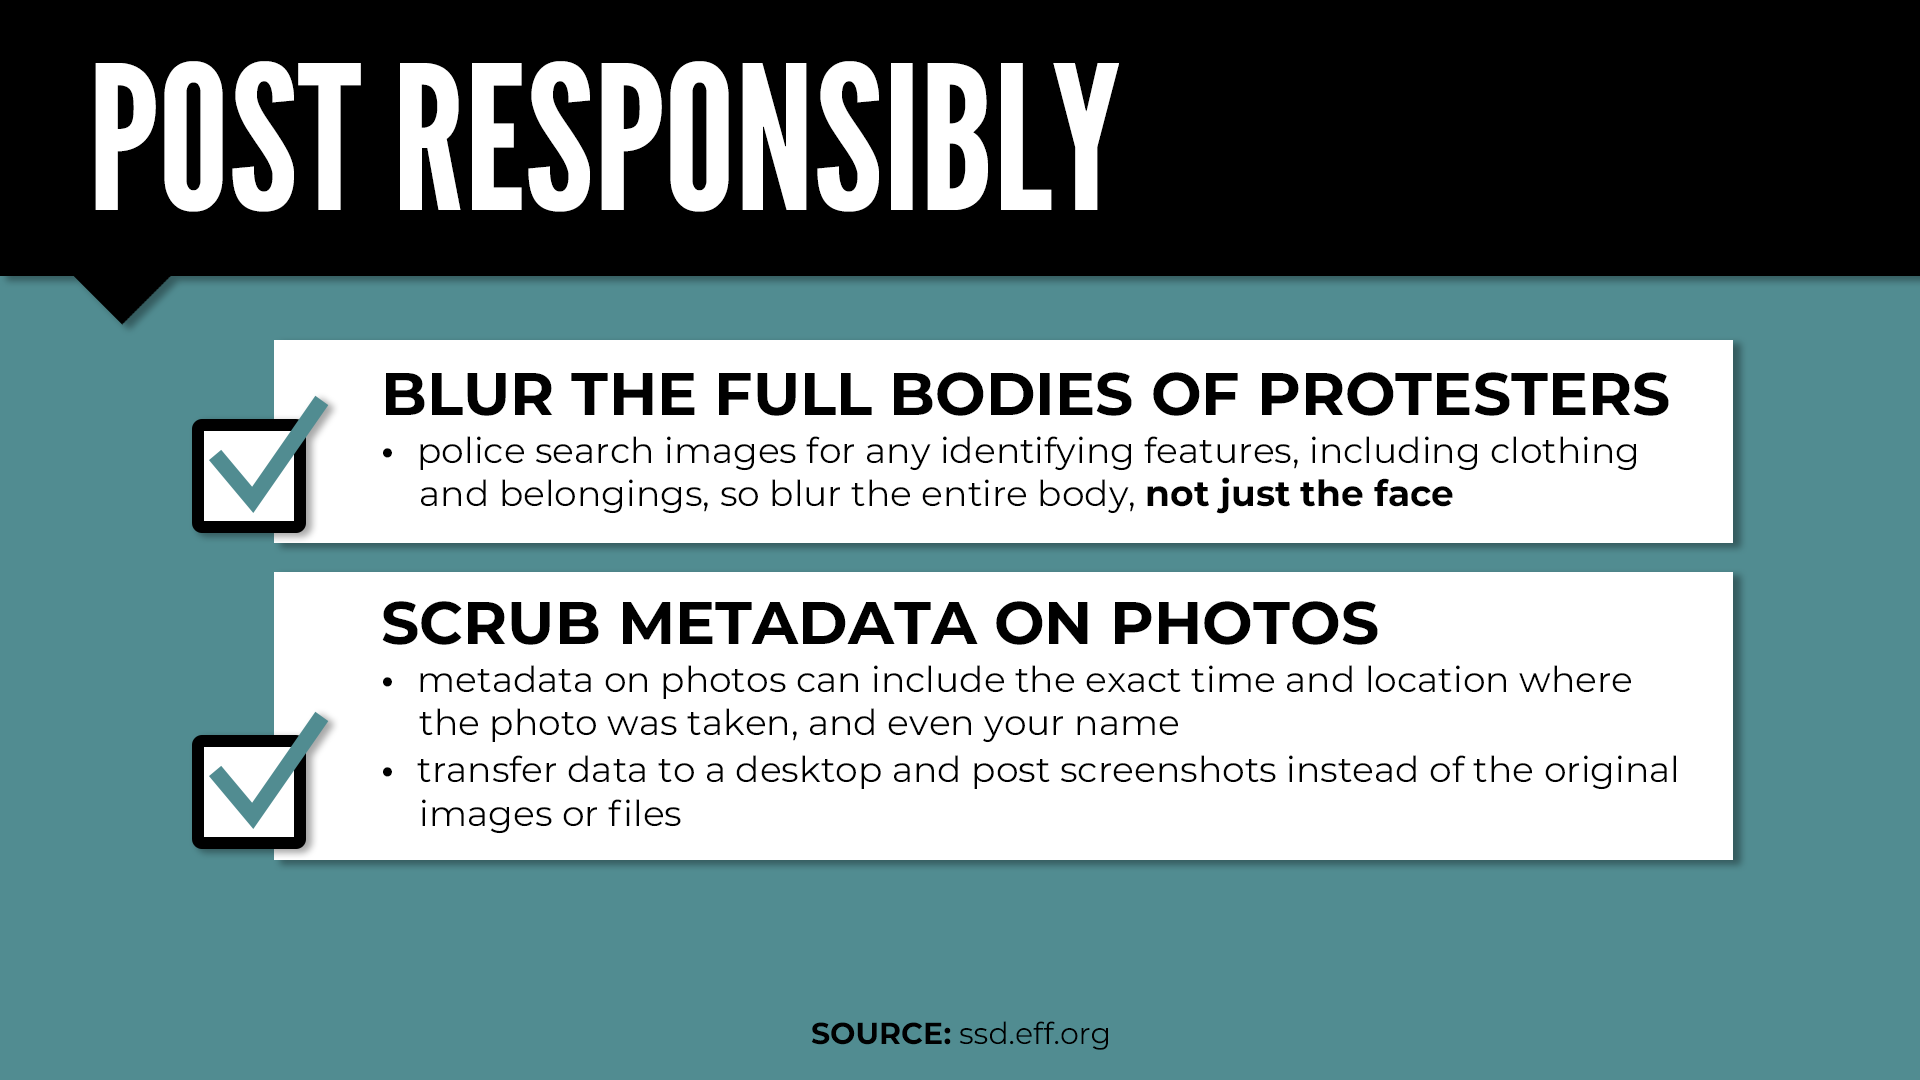 POST RESPONSIBLY
BLUR THE FULL BODIES OF PROTESTERS
• police search images for any identifying features, including clothing
and belongings, so blur the entire body, not just the face
SCRUB METADATA ON PHOTOS
• metadata on photos can include the exact time and location where
the photo was taken, and even your name
• transfer data to a desktop and post screenshots instead of the original
images or files
SOURCE: ssd.eff.org